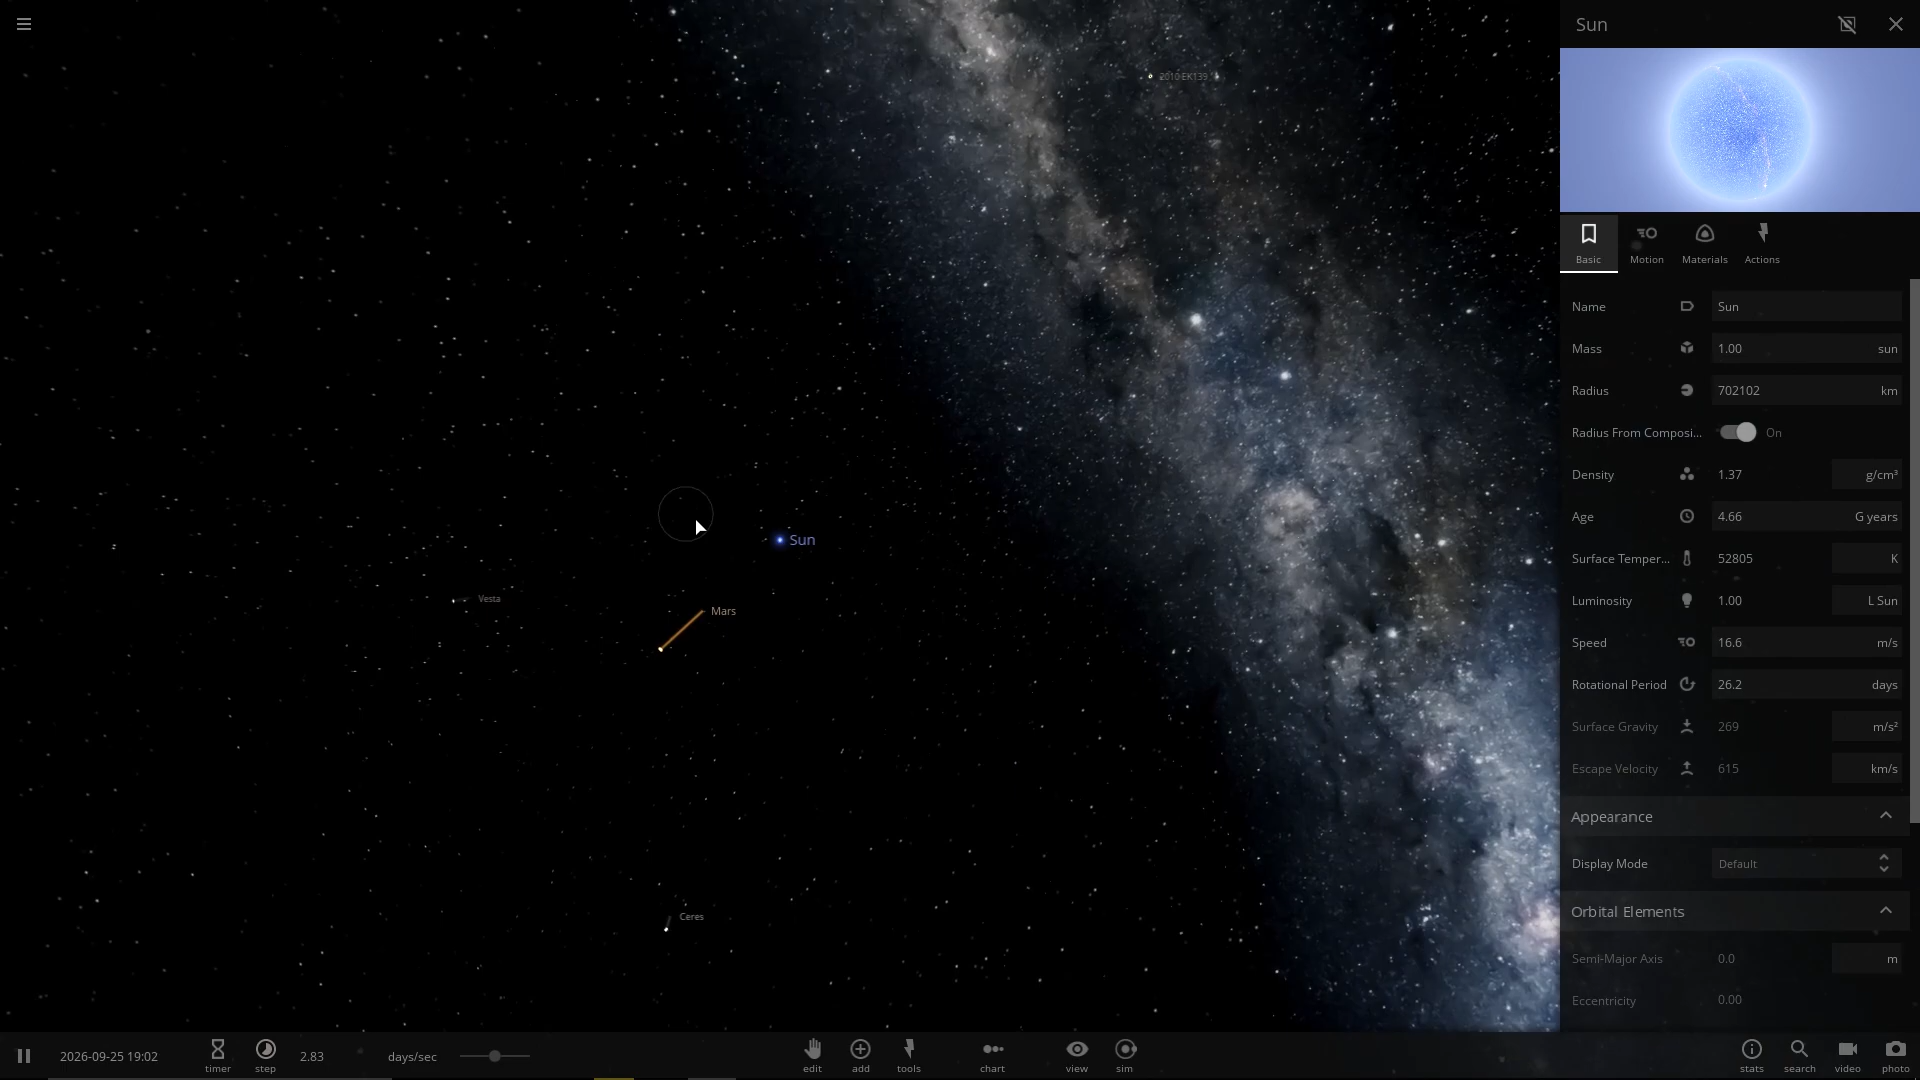 Sun
2010 EK139
Basic
Motion
Materials
Actions
Name
Sun
Mass
1.00
sun
Radius
702102
km
Radius From Composi...
On
Density
1.37
g/cm³
Age
4.66
G years
Surface Temper...
52805
K
Luminosity
1.00
L Sun
Speed
16.6
m/s
Rotational Period
26.2
days
Surface Gravity
269
m/s²
Escape Velocity
615
km/s
Appearance
Display Mode
Default
Orbital Elements
Semi-Major Axis
0.0
m
Eccentricity
0.00
Sun
Vesta
Mars
Ceres
2026-09-25 19:02
timer
step
2.83
days/sec
edit
add
tools
chart
view
sim
stats
search
video
photo